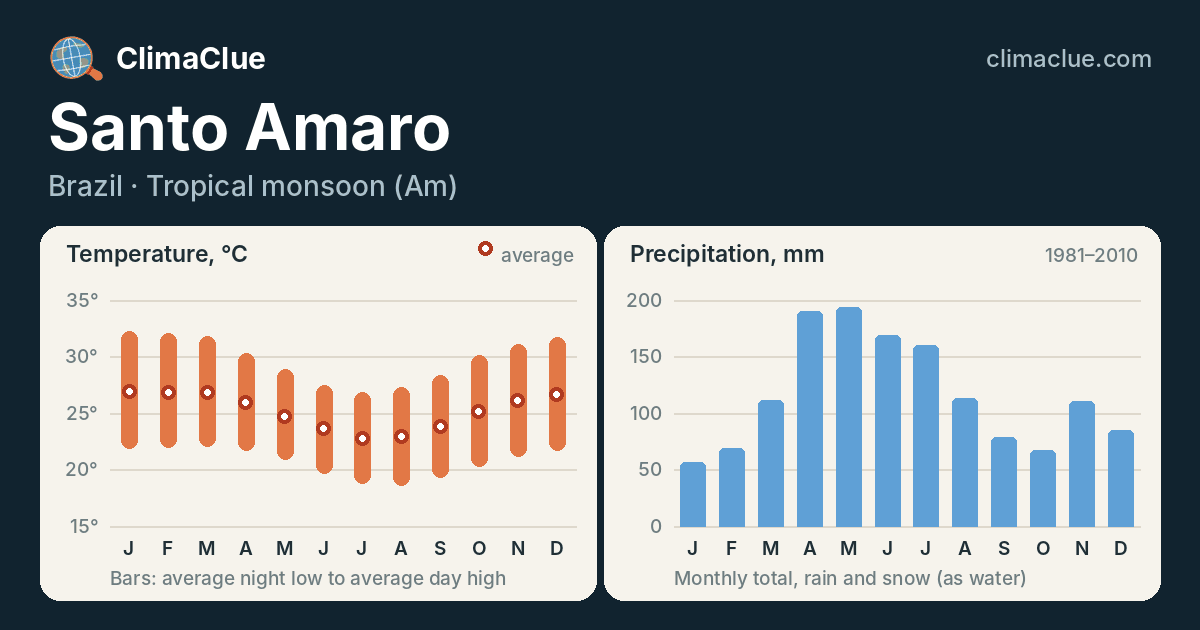 ClimaClue
climaclue.com
Santo Amaro
Brazil · Tropical monsoon (Am)
Temperature, °C
average
35°
30°
25°
20°
15°
J F M A M J J A S O N D
Bars: average night low to average day high
Precipitation, mm
1981–2010
200
150
100
50
0
J F M A M J J A S O N D
Monthly total, rain and snow (as water)